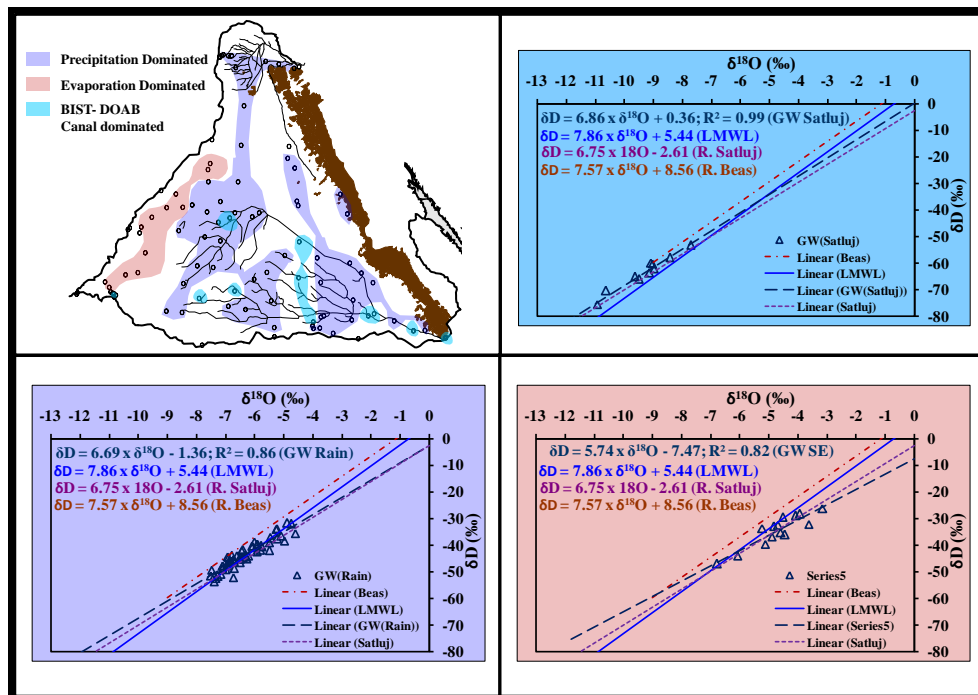 Precipitation Dominated
Evaporation Dominated
BIST- DOAB
Canal dominated
δ18O (‰)
-13 -12 -11 -10 -9 -8 -7 -6 -5 -4 -3 -2 -1 0
δD = 6.86 x δ18O + 0.36; R² = 0.99 (GW Satluj)
δD = 7.86 x δ18O + 5.44 (LMWL)
δD = 6.75 x 18O - 2.61 (R. Satluj)
δD = 7.57 x δ18O + 8.56 (R. Beas)
0
-10
-20
-30
-40
-50
-60
-70
-80
δD (‰)
GW(Satluj)
Linear (Beas)
Linear (LMWL)
Linear (GW(Satluj))
Linear (Satluj)
δ18O (‰)
-13 -12 -11 -10 -9 -8 -7 -6 -5 -4 -3 -2 -1 0
δD = 6.69 x δ18O - 1.36; R² = 0.86 (GW Rain)
δD = 7.86 x δ18O + 5.44 (LMWL)
δD = 6.75 x 18O - 2.61 (R. Satluj)
δD = 7.57 x δ18O + 8.56 (R. Beas)
0
-10
-20
-30
-40
-50
-60
-70
-80
δD (‰)
GW(Rain)
Linear (Beas)
Linear (LMWL)
Linear (GW(Rain))
Linear (Satluj)
δ18O (‰)
-13 -12 -11 -10 -9 -8 -7 -6 -5 -4 -3 -2 -1 0
δD = 5.74 x δ18O - 7.47; R² = 0.82 (GW SE)
δD = 7.86 x δ18O + 5.44 (LMWL)
δD = 6.75 x 18O - 2.61 (R. Satluj)
δD = 7.57 x δ18O + 8.56 (R. Beas)
0
-10
-20
-30
-40
-50
-60
-70
-80
δD (‰)
Series5
Linear (Beas)
Linear (LMWL)
Linear (Series5)
Linear (Satluj)